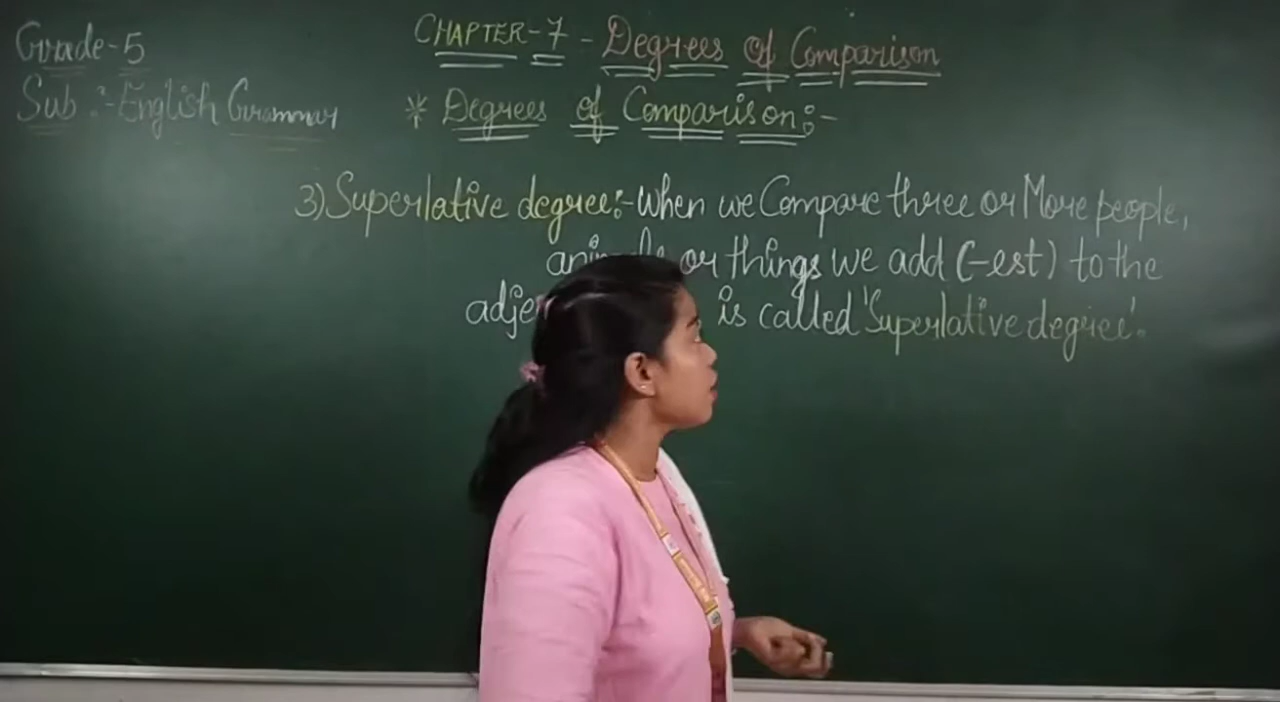 Grade-5
CHAPTER-7 - Degrees of Comparison
Sub :- English Grammar
* Degrees of Comparison:-
3) Superlative degree:- When we Compare three or More people,
or things we add (-est) to the
is called 'Superlative degree'.